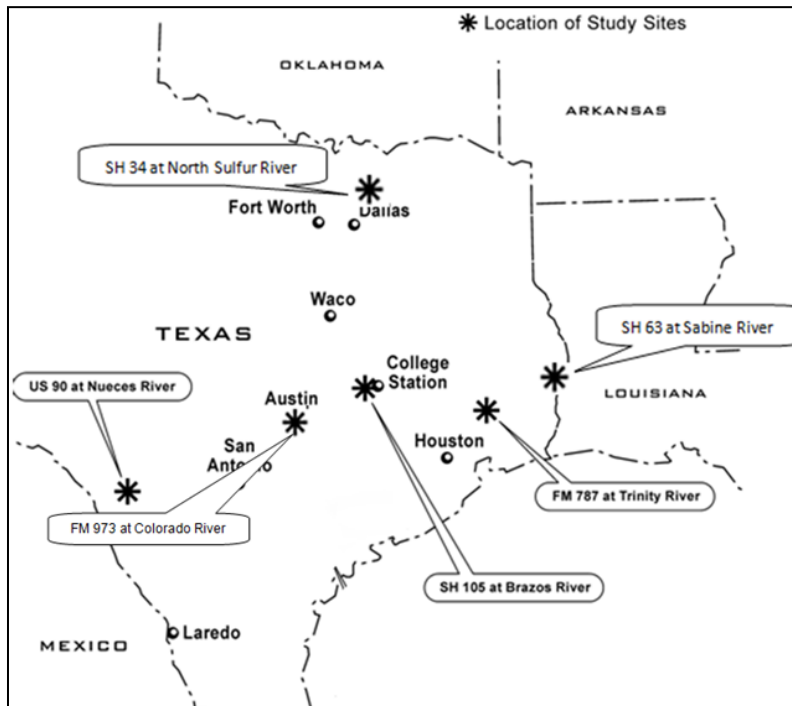 Location of Study Sites
OKLAHOMA
ARKANSAS
SH 34 at North Sulfur River
Fort Worth
Dallas
Waco
TEXAS
SH 63 at Sabine River
College
Station
US 90 at Nueces River
Austin
LOUISIANA
San
Antonio
Houston
FM 787 at Trinity River
FM 973 at Colorado River
SH 105 at Brazos River
Laredo
MEXICO